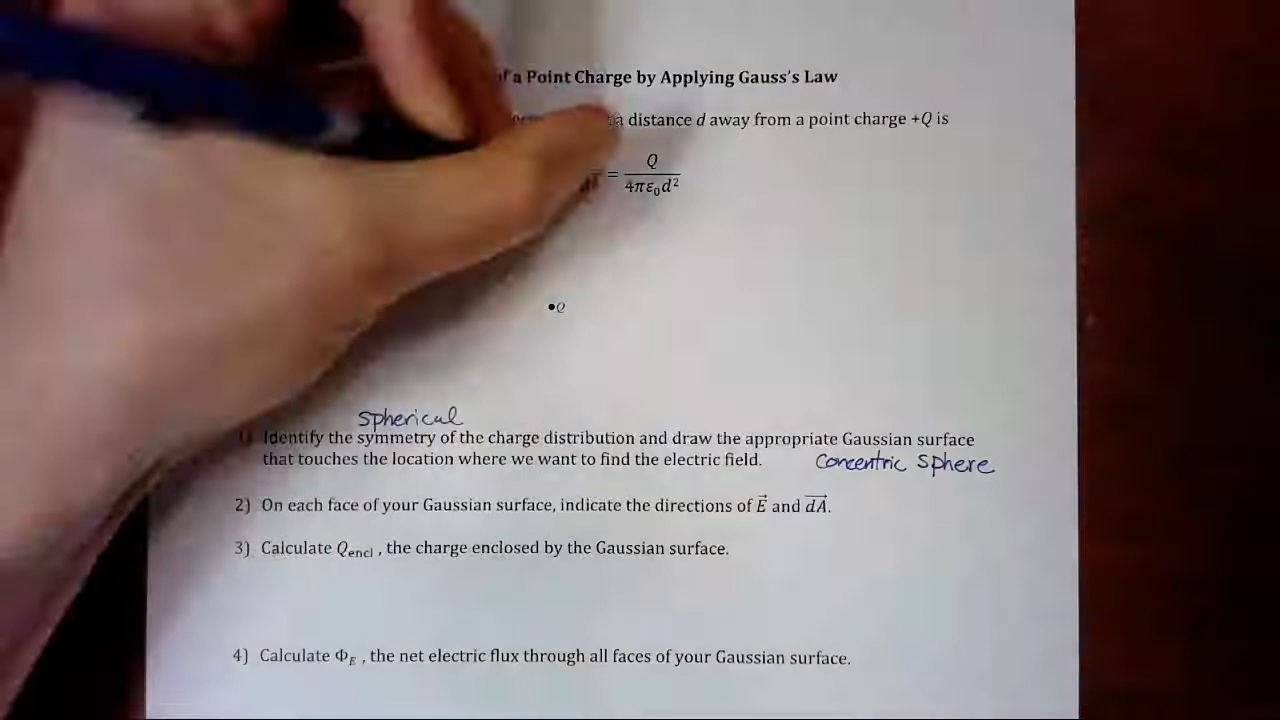 a Point Charge by Applying Gauss's Law
a distance d away from a point charge +Q is
= Q / 4πε₀d²
•Q
spherical
1) Identify the symmetry of the charge distribution and draw the appropriate Gaussian surface
that touches the location where we want to find the electric field. Concentric Sphere
2) On each face of your Gaussian surface, indicate the directions of E⃗ and dA⃗.
3) Calculate Qencl , the charge enclosed by the Gaussian surface.
4) Calculate ΦE , the net electric flux through all faces of your Gaussian surface.